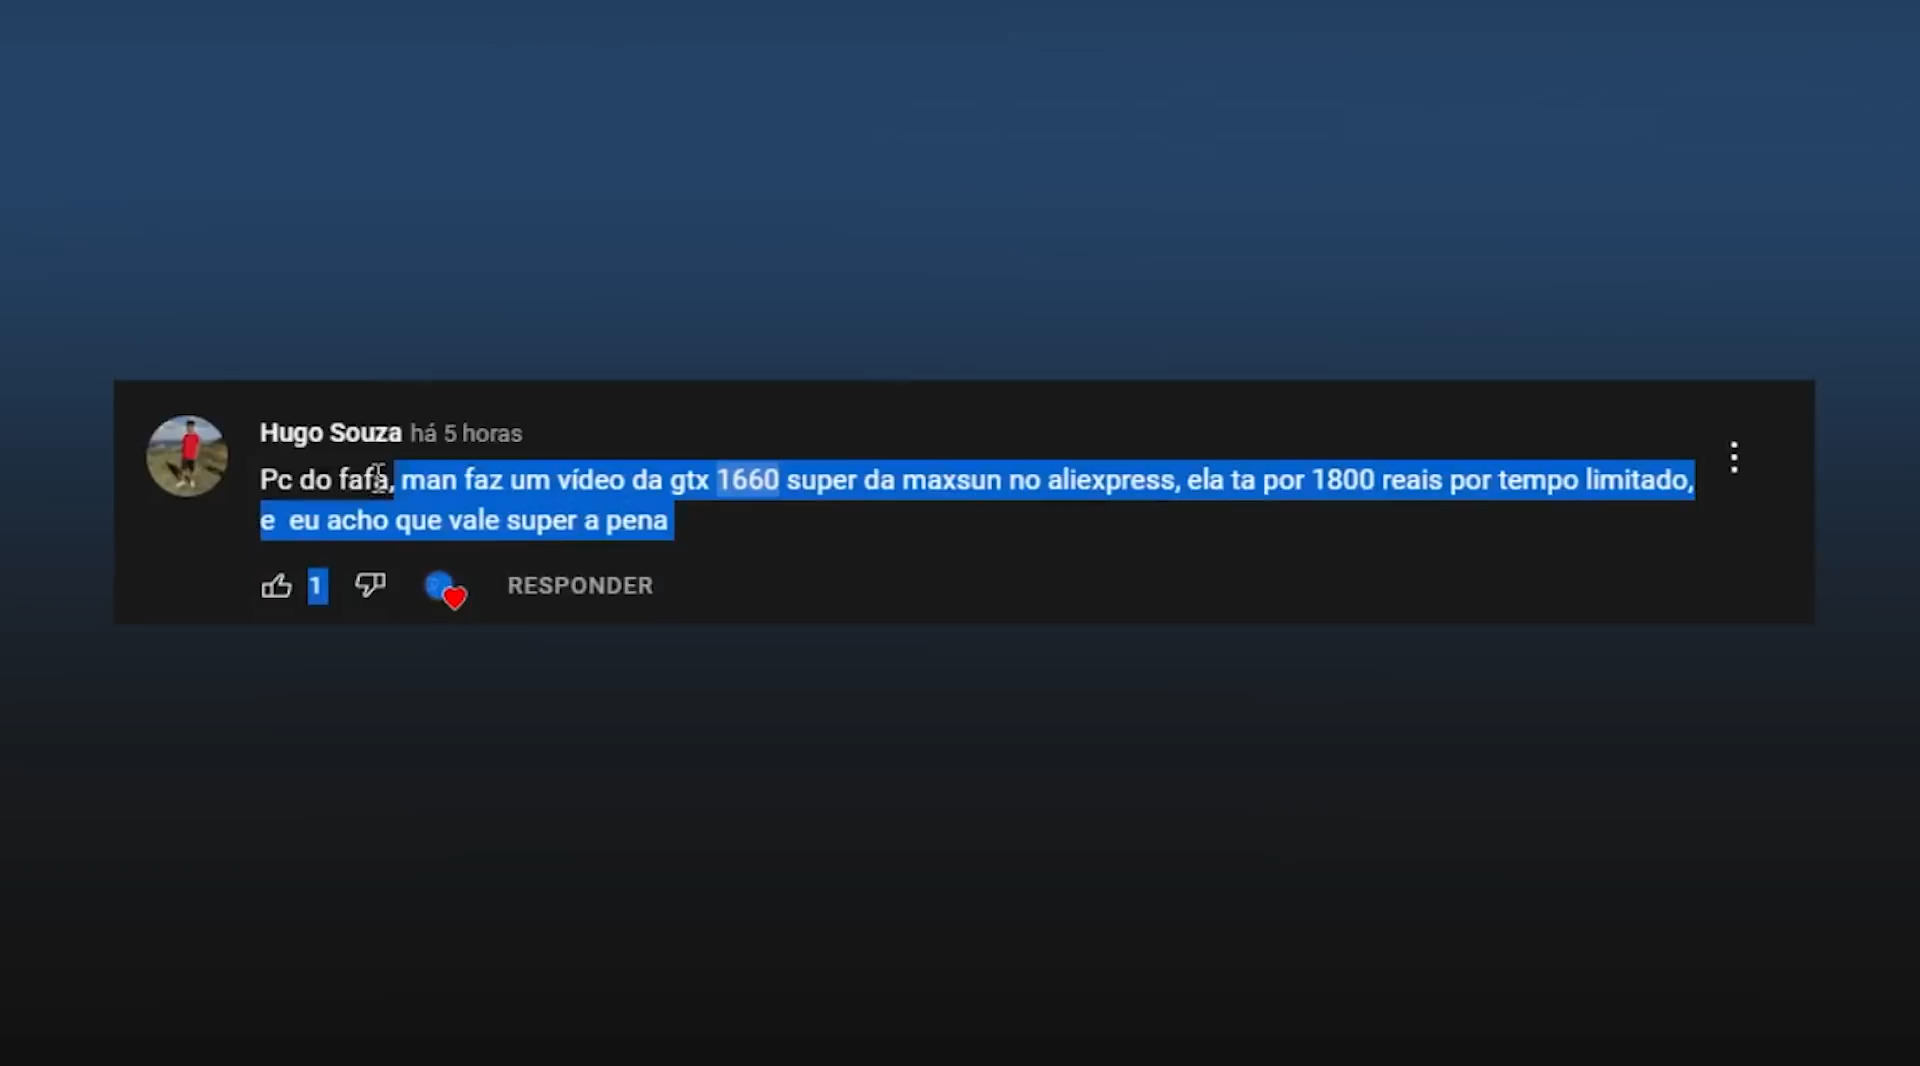 Hugo Souza há 5 horas
Pc do fafa, man faz um vídeo da gtx 1660 super da maxsun no aliexpress, ela ta por 1800 reais por tempo limitado,
e  eu acho que vale super a pena
1 RESPONDER